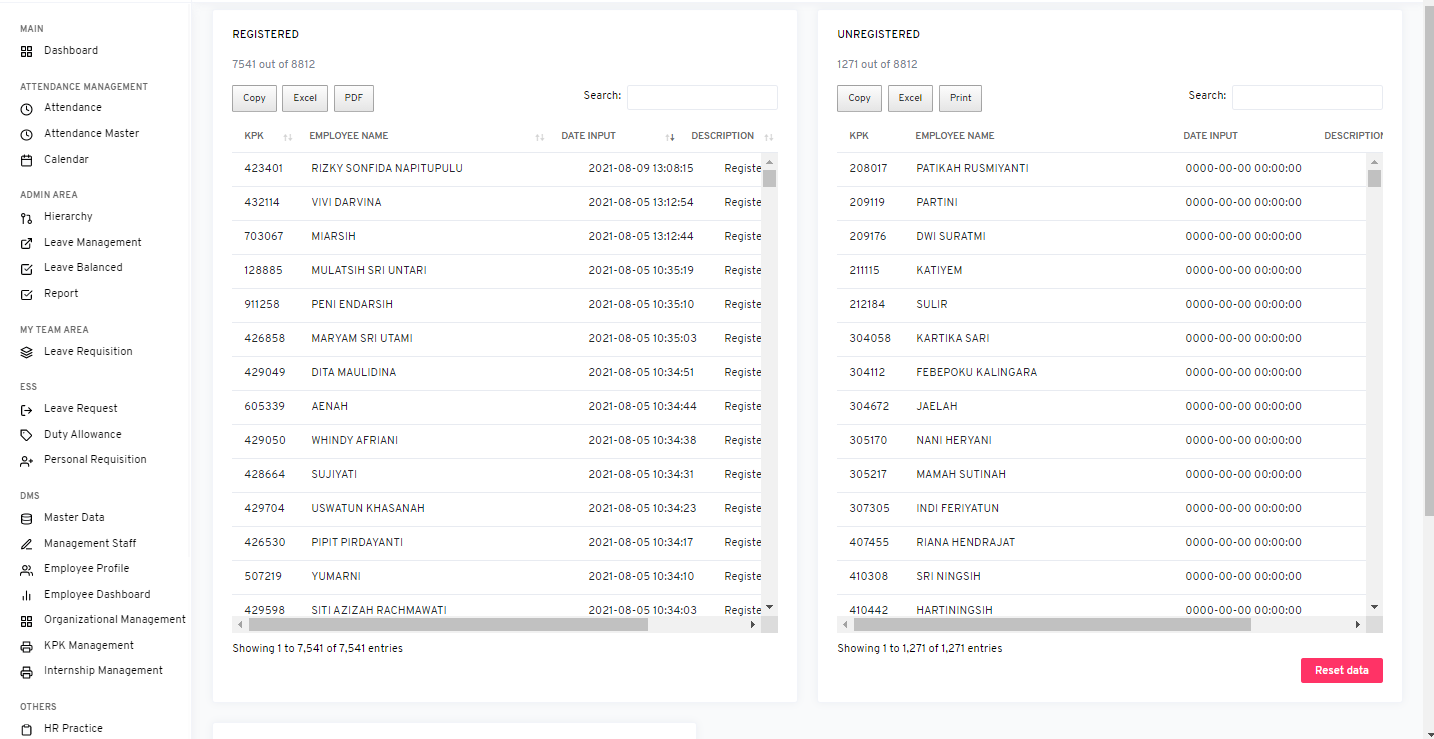 MAIN
Dashboard
ATTENDANCE MANAGEMENT
Attendance
Attendance Master
Calendar
ADMIN AREA
Hierarchy
Leave Management
Leave Balanced
Report
MY TEAM AREA
Leave Requisition
ESS
Leave Request
Duty Allowance
Personal Requisition
DMS
Master Data
Management Staff
Employee Profile
Employee Dashboard
Organizational Management
KPK Management
Internship Management
OTHERS
HR Practice
REGISTERED
7541 out of 8812
Copy Excel PDF Search:
KPK EMPLOYEE NAME DATE INPUT DESCRIPTION
423401 RIZKY SONFIDA NAPITUPULU 2021-08-09 13:08:15 Registe
432114 VIVI DARVINA 2021-08-05 13:12:54 Registe
703067 MIARSIH 2021-08-05 13:12:44 Registe
128885 MULATSIH SRI UNTARI 2021-08-05 10:35:19 Registe
911258 PENI ENDARSIH 2021-08-05 10:35:10 Registe
426858 MARYAM SRI UTAMI 2021-08-05 10:35:03 Registe
429049 DITA MAULIDINA 2021-08-05 10:34:51 Registe
605339 AENAH 2021-08-05 10:34:44 Registe
429050 WHINDY AFRIANI 2021-08-05 10:34:38 Registe
428664 SUJIYATI 2021-08-05 10:34:31 Registe
429704 USWATUN KHASANAH 2021-08-05 10:34:23 Registe
426530 PIPIT PIRDAYANTI 2021-08-05 10:34:17 Registe
507219 YUMARNI 2021-08-05 10:34:10 Registe
429598 SITI AZIZAH RACHMAWATI 2021-08-05 10:34:03 Registe
Showing 1 to 7,541 of 7,541 entries
UNREGISTERED
1271 out of 8812
Copy Excel Print Search:
KPK EMPLOYEE NAME DATE INPUT DESCRIPTION
208017 PATIKAH RUSMIYANTI 0000-00-00 00:00:00
209119 PARTINI 0000-00-00 00:00:00
209176 DWI SURATMI 0000-00-00 00:00:00
211115 KATIYEM 0000-00-00 00:00:00
212184 SULIR 0000-00-00 00:00:00
304058 KARTIKA SARI 0000-00-00 00:00:00
304112 FEBEPOKU KALINGARA 0000-00-00 00:00:00
304672 JAELAH 0000-00-00 00:00:00
305170 NANI HERYANI 0000-00-00 00:00:00
305217 MAMAH SUTINAH 0000-00-00 00:00:00
307305 INDI FERIYATUN 0000-00-00 00:00:00
407455 RIANA HENDRAJAT 0000-00-00 00:00:00
410308 SRI NINGSIH 0000-00-00 00:00:00
410442 HARTININGSIH 0000-00-00 00:00:00
Showing 1 to 1,271 of 1,271 entries
Reset data